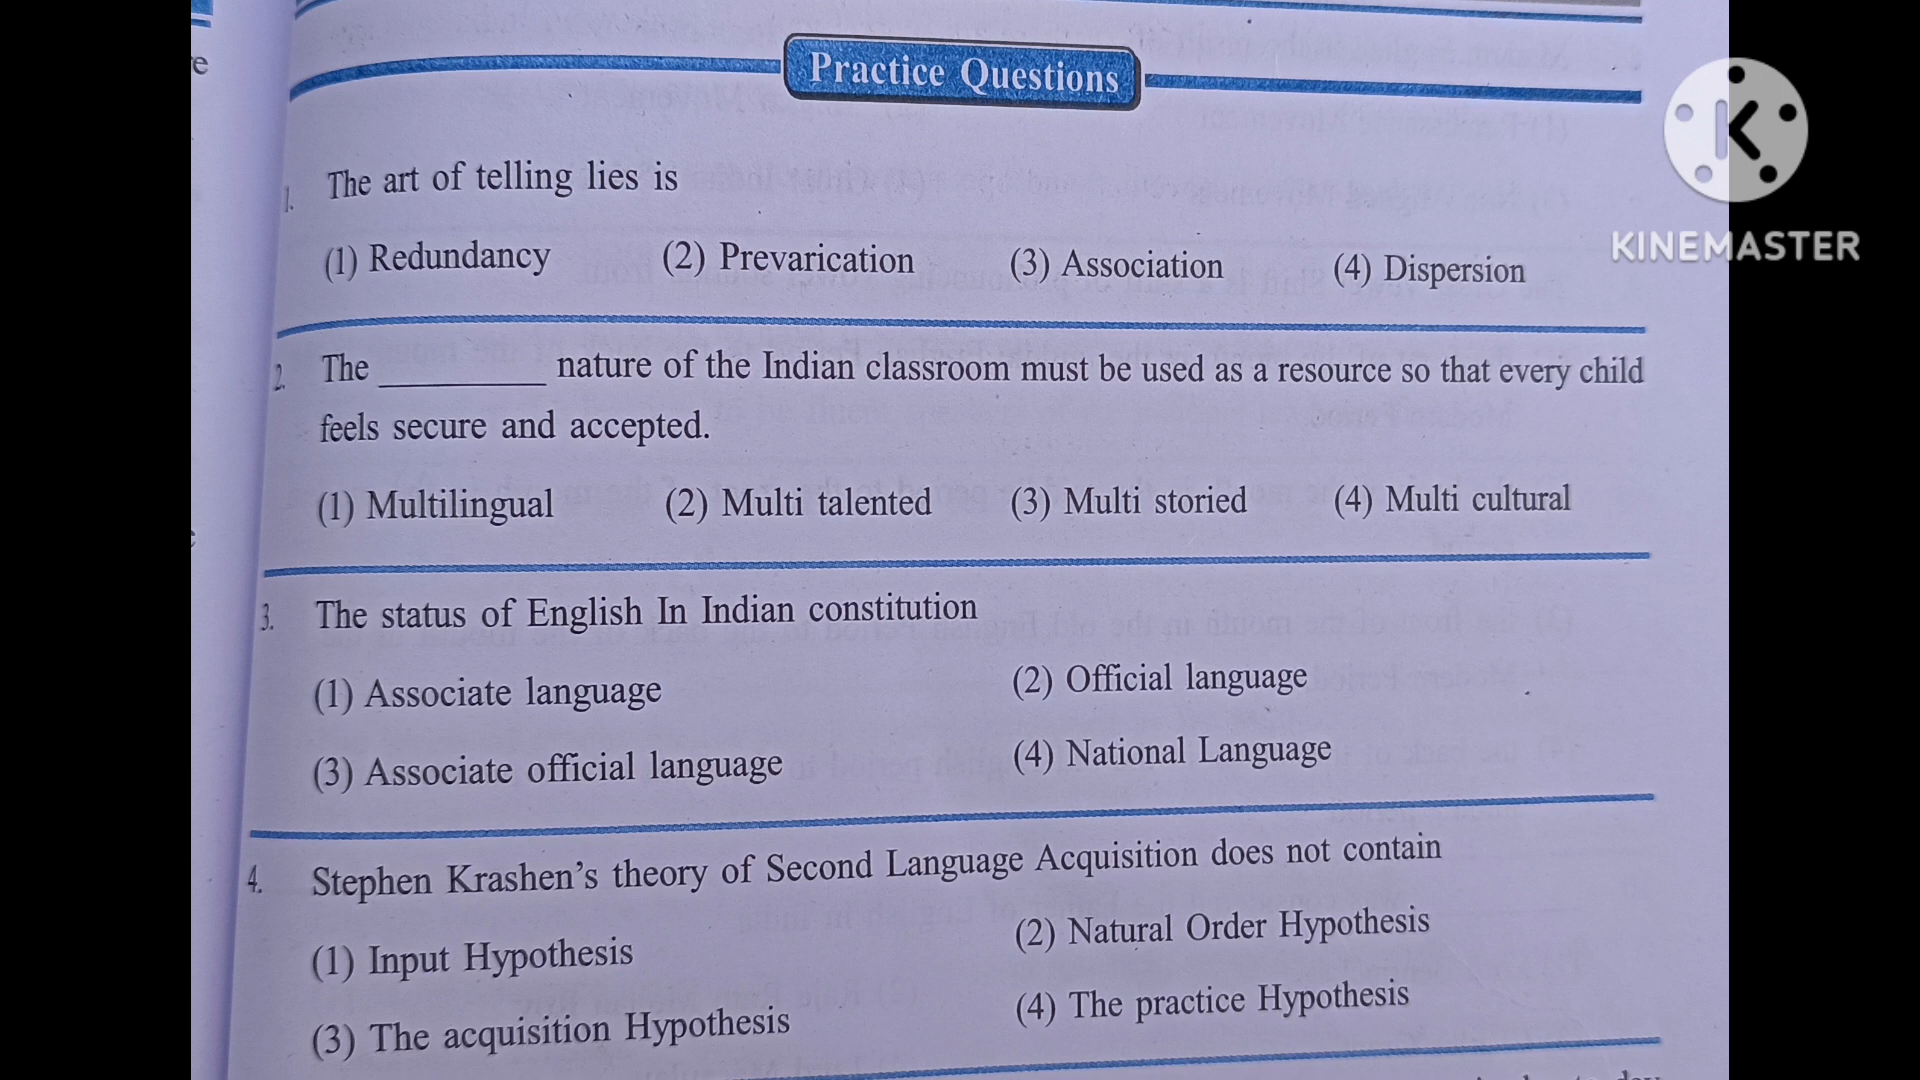 e
Practice Questions
K
KINEMASTER
1. The art of telling lies is
(1) Redundancy (2) Prevarication (3) Association (4) Dispersion
2. The ________ nature of the Indian classroom must be used as a resource so that every child
feels secure and accepted.
(1) Multilingual (2) Multi talented (3) Multi storied (4) Multi cultural
3. The status of English In Indian constitution
(1) Associate language (2) Official language
(3) Associate official language (4) National Language
4. Stephen Krashen's theory of Second Language Acquisition does not contain
(1) Input Hypothesis (2) Natural Order Hypothesis
(3) The acquisition Hypothesis (4) The practice Hypothesis